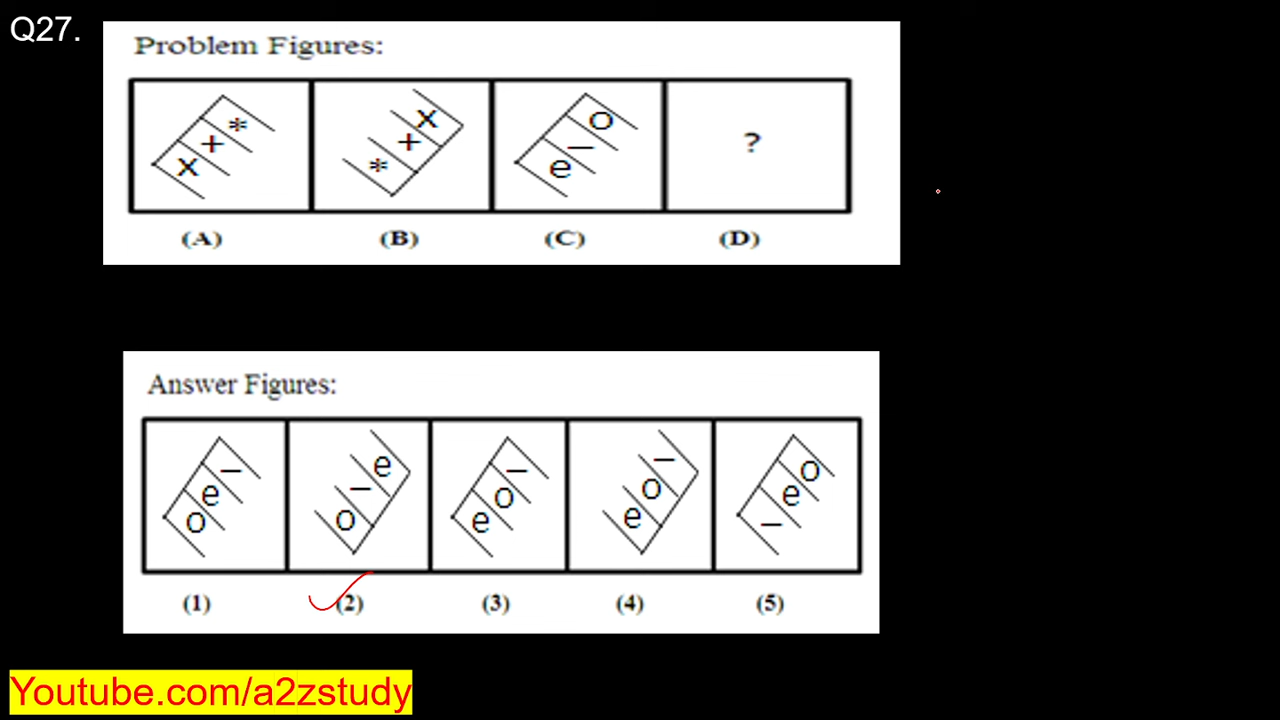 Q27.
Problem Figures:
x + *
* + x
e – o
?
(A) (B) (C) (D)
Answer Figures:
o e –
o – e
e o –
e o –
– e o
(1) (2) (3) (4) (5)
Youtube.com/a2zstudy